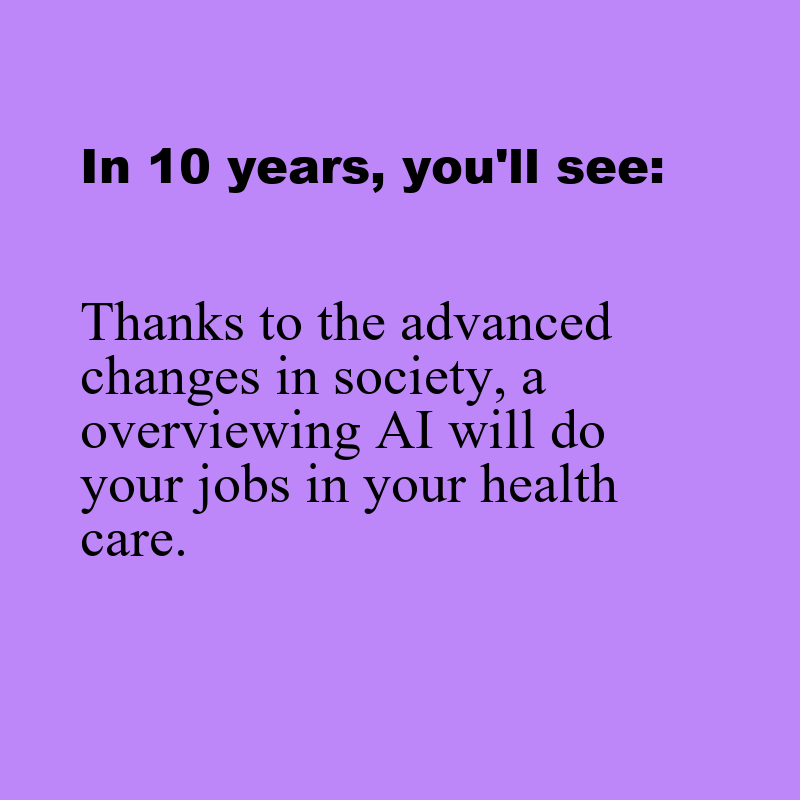 In 10 years, you'll see:
Thanks to the advanced
changes in society, a
overviewing AI will do
your jobs in your health
care.